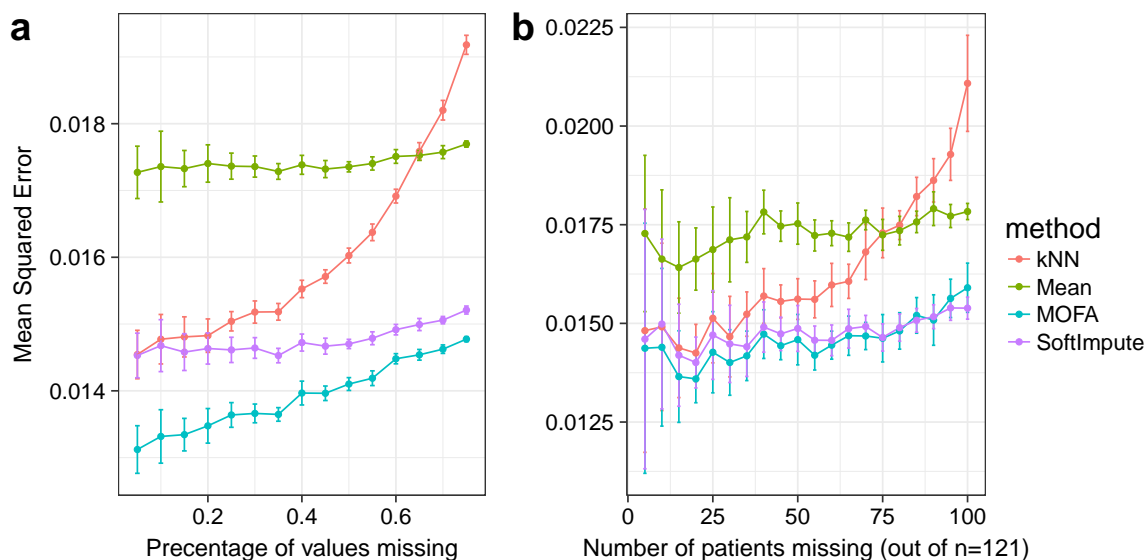 a
b
Mean Squared Error
0.018
0.016
0.014
0.2
0.4
0.6
Precentage of values missing
0.0225
0.0200
0.0175
0.0150
0.0125
0
25
50
75
100
Number of patients missing (out of n=121)
method
kNN
Mean
MOFA
SoftImpute